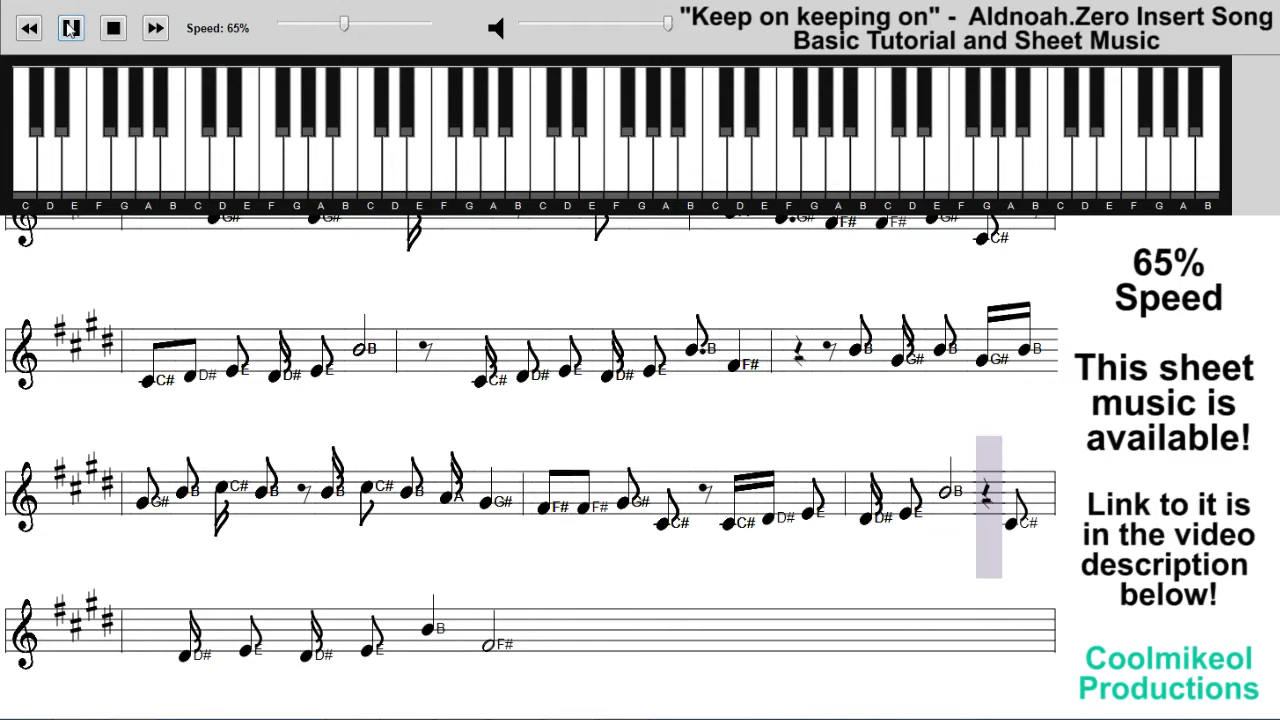 Speed: 65%
"Keep on keeping on" - Aldnoah.Zero Insert Song
Basic Tutorial and Sheet Music
C D E F G A B C D E F G A B C D E F G A B C D E F G A B C D E F G A B C D E F G A B C D E F G A B
G# G# G# F# F# G# C#
C# D# E D# E B C# D# E D# E B F# B G# B G# B
G# B C# B B C# B A G# F# F# G# C# C# D# E D# E B C#
D# E D# E B F#
65%
Speed
This sheet
music is
available!
Link to it is
in the video
description
below!
Coolmikeol
Productions